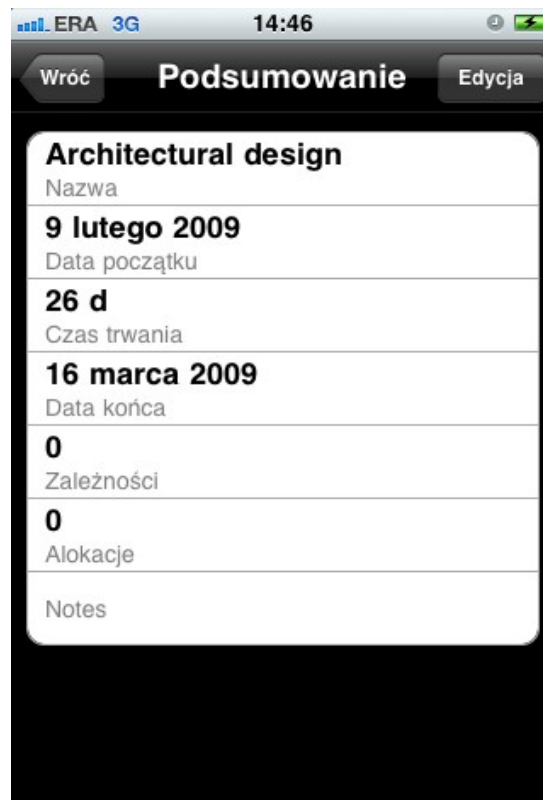 ERA 3G 14:46
Wróć Podsumowanie Edycja
Architectural design
Nazwa
9 lutego 2009
Data początku
26 d
Czas trwania
16 marca 2009
Data końca
0
Zależności
0
Alokacje
Notes